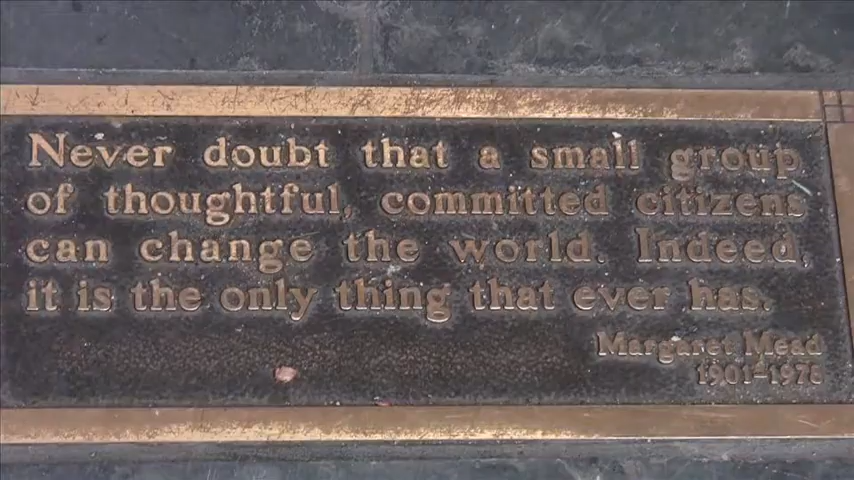 Never doubt that a small group
of thoughtful, committed citizens
can change the world. Indeed,
it is the only thing that ever has.
Margaret Mead
1901-1978